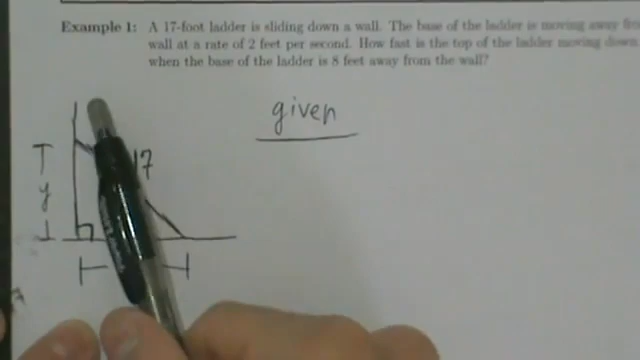 Example 1: A 17-foot ladder is sliding down a wall. The base of the ladder is moving away
wall at a rate of 2 feet per second. How fast is the top of the ladder moving down
when the base of the ladder is 8 feet away from the wall?
given
17
y